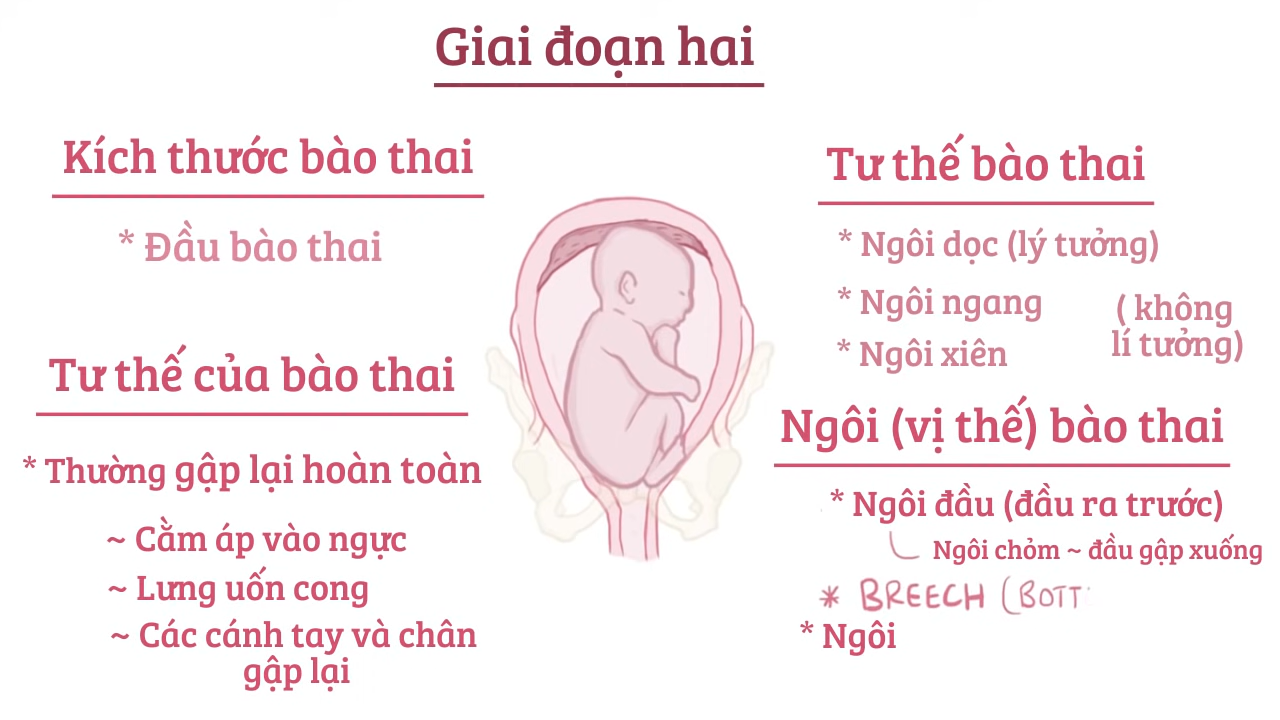 Giai đoạn hai
Kích thước bào thai
* Đầu bào thai
Tư thế của bào thai
* Thường gập lại hoàn toàn
~ Cằm áp vào ngực
~ Lưng uốn cong
~ Các cánh tay và chân
gập lại
Tư thế bào thai
* Ngôi dọc (lý tưởng)
* Ngôi ngang
* Ngôi xiên
( không
lí tưởng)
Ngôi (vị thế) bào thai
* Ngôi đầu (đầu ra trước)
Ngôi chỏm ~ đầu gập xuống
* BREECH (BOTT
* Ngôi